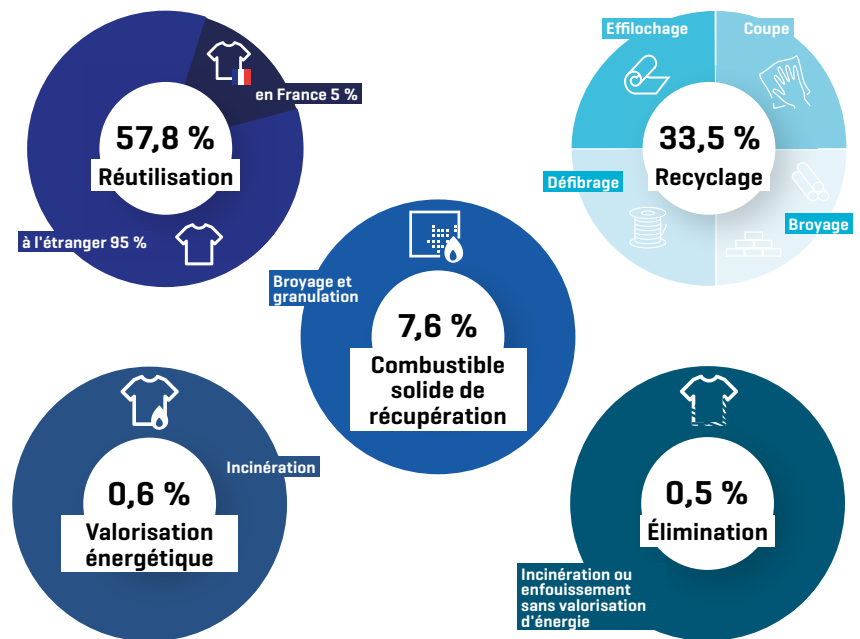 57,8 %
Réutilisation
en France 5 %
à l'étranger 95 %
Effilochage
Coupe
33,5 %
Recyclage
Défibrage
Broyage
Broyage et
granulation
7,6 %
Combustible
solide de
récupération
0,6 %
Valorisation
énergétique
Incinération
0,5 %
Élimination
Incinération ou
enfouissement
sans valorisation
d'énergie